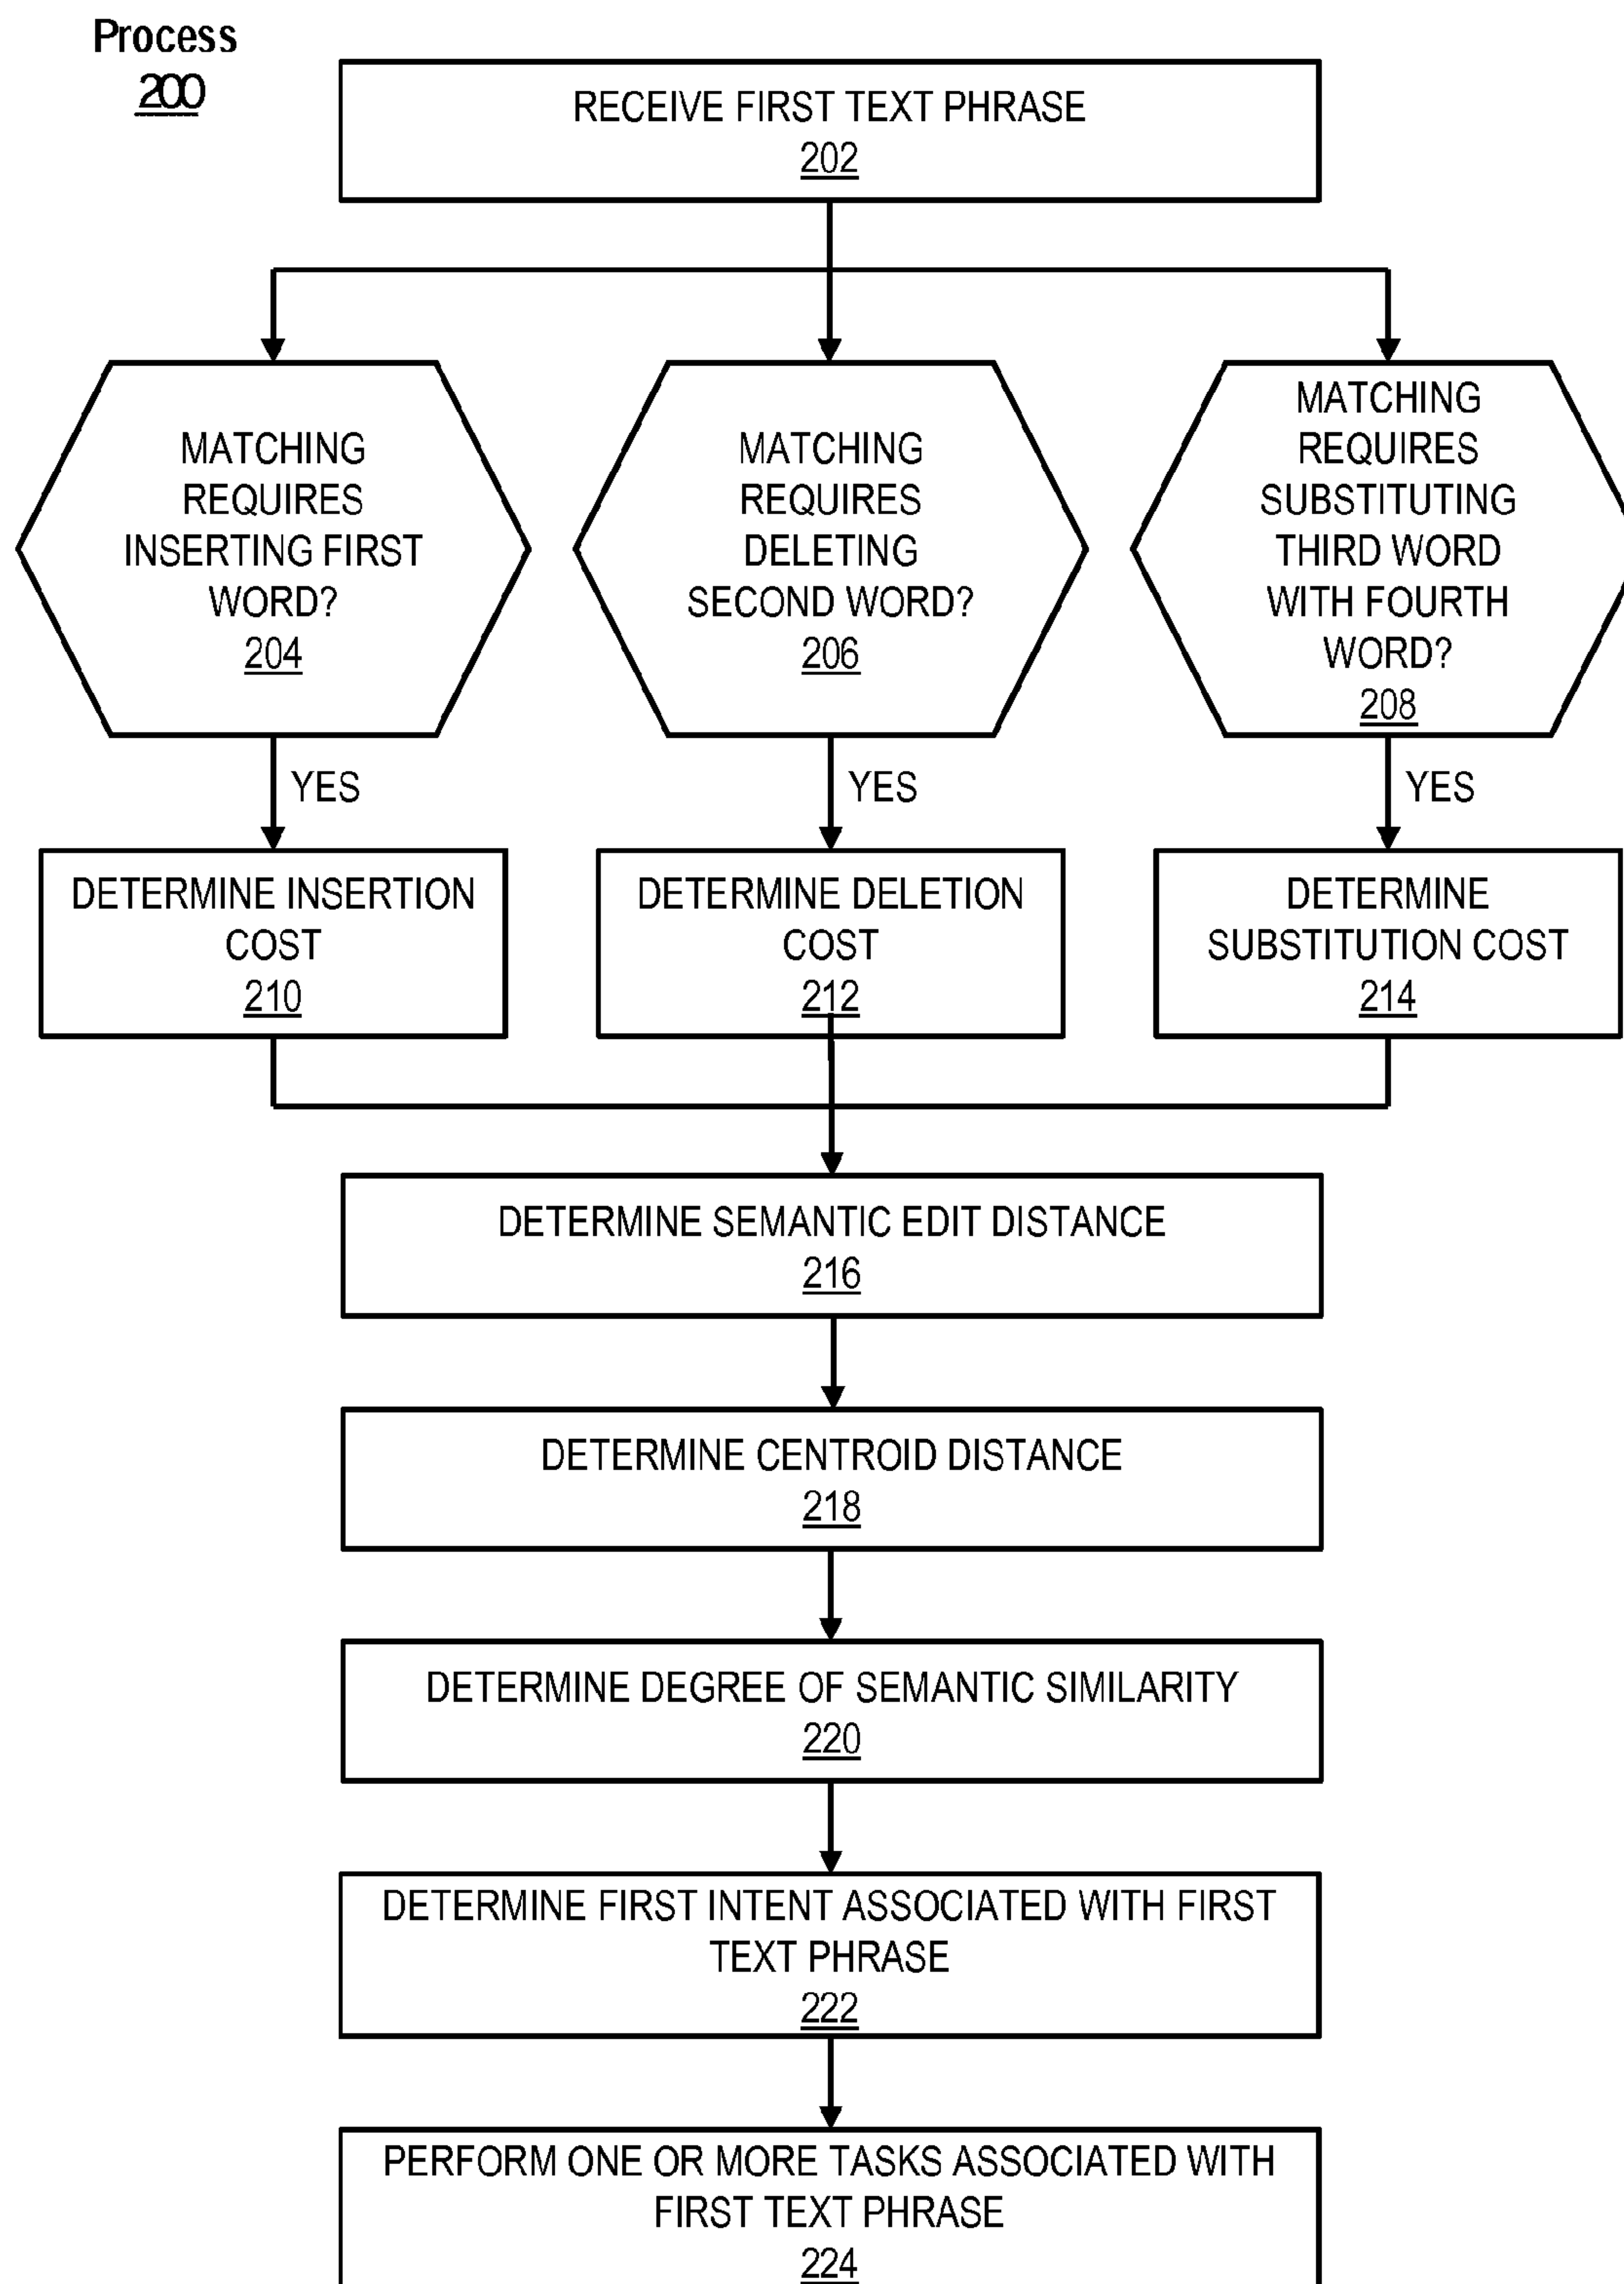 Process
200
RECEIVE FIRST TEXT PHRASE
202
MATCHING
REQUIRES
INSERTING FIRST
WORD?
204
MATCHING
REQUIRES
DELETING
SECOND WORD?
206
MATCHING
REQUIRES
SUBSTITUTING
THIRD WORD
WITH FOURTH
WORD?
208
YES
YES
YES
DETERMINE INSERTION
COST
210
DETERMINE DELETION
COST
212
DETERMINE
SUBSTITUTION COST
214
DETERMINE SEMANTIC EDIT DISTANCE
216
DETERMINE CENTROID DISTANCE
218
DETERMINE DEGREE OF SEMANTIC SIMILARITY
220
DETERMINE FIRST INTENT ASSOCIATED WITH FIRST
TEXT PHRASE
222
PERFORM ONE OR MORE TASKS ASSOCIATED WITH
FIRST TEXT PHRASE
224